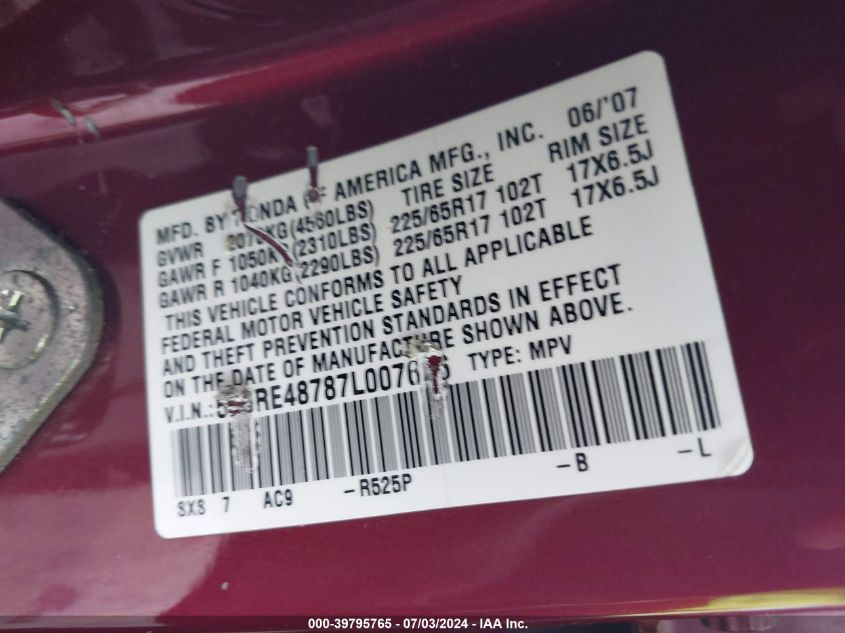 MFD. BY HONDA OF AMERICA MFG., INC. 06/'07
GVWR 2070KG(4560LBS) TIRE SIZE RIM SIZE
GAWR F 1050KG(2310LBS) 225/65R17 102T 17X6.5J
GAWR R 1040KG(2290LBS) 225/65R17 102T 17X6.5J
THIS VEHICLE CONFORMS TO ALL APPLICABLE
FEDERAL MOTOR VEHICLE SAFETY
AND THEFT PREVENTION STANDARDS IN EFFECT
ON THE DATE OF MANUFACTURE SHOWN ABOVE.
V.I.N.: TYPE: MPV
SXS 7 AC9 -R525P -B -L
000-39795765 / 07/03/2024 - IAA Inc.